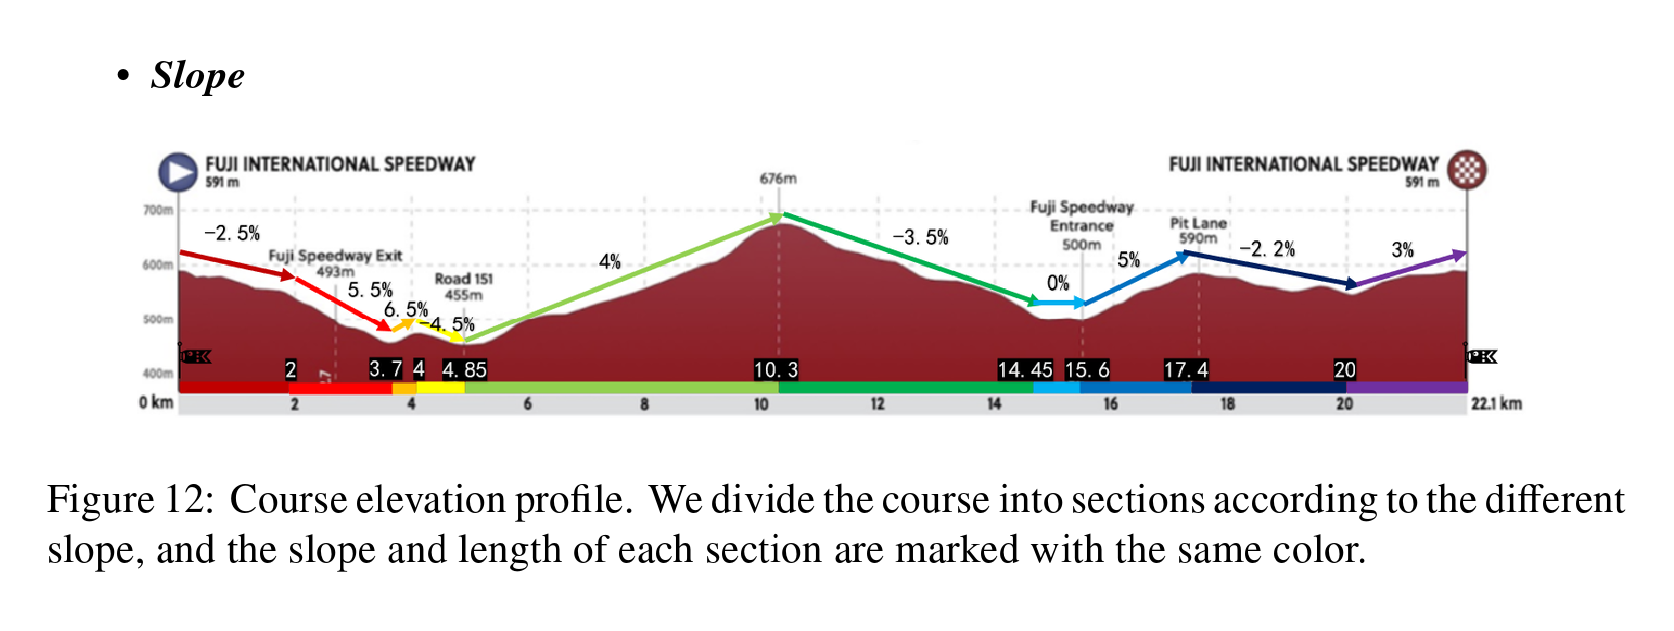 • Slope
FUJI INTERNATIONAL SPEEDWAY
591 m
FUJI INTERNATIONAL SPEEDWAY
591 m
676m
700m
600m
500m
400m
-2.5%
Fuji Speedway Exit
493m
5.5%
6.5%
Road 151
455m
-4.5%
4%
-3.5%
Fuji Speedway
Entrance
500m
0%
5%
Pit Lane
590m
-2.2%
3%
2 3.7 4 4.85 10.3 14.45 15.6 17.4 20
0 km 2 4 6 8 10 12 14 16 18 20 22.1 km
Figure 12: Course elevation profile. We divide the course into sections according to the different
slope, and the slope and length of each section are marked with the same color.